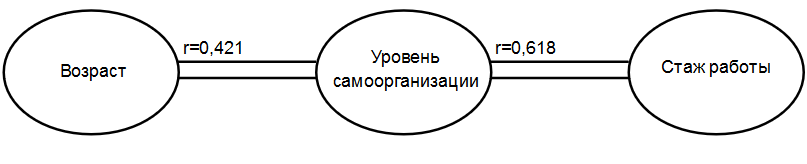 Возраст
r=0,421
Уровень
самоорганизации
r=0,618
Стаж работы